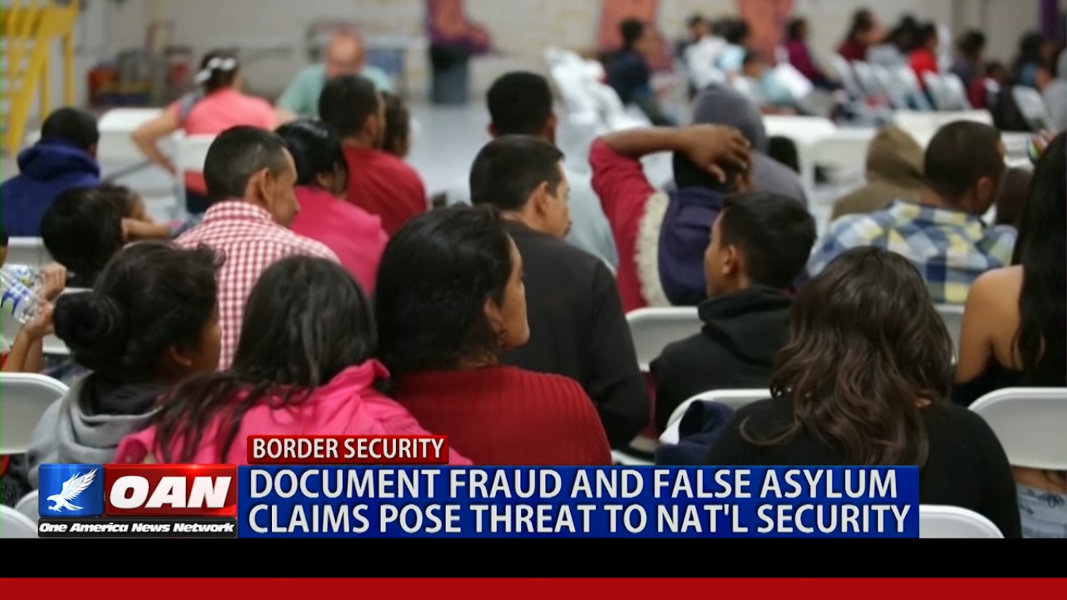 BORDER SECURITY
OAN
One America News Network
DOCUMENT FRAUD AND FALSE ASYLUM
CLAIMS POSE THREAT TO NAT'L SECURITY